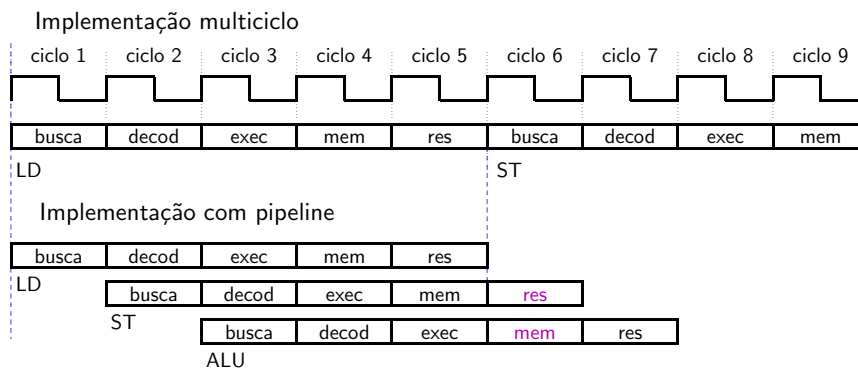 Implementação multiciclo
ciclo 1 ciclo 2 ciclo 3 ciclo 4 ciclo 5 ciclo 6 ciclo 7 ciclo 8 ciclo 9
busca decod exec mem res busca decod exec mem
LD ST
Implementação com pipeline
busca decod exec mem res
LD
busca decod exec mem res
ST
busca decod exec mem res
ALU